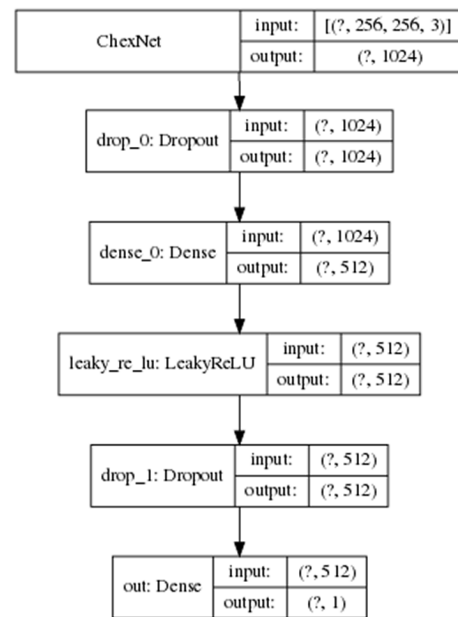 ChexNet
input: [(?, 256, 256, 3)]
output: (?, 1024)
drop_0: Dropout
input: (?, 1024)
output: (?, 1024)
dense_0: Dense
input: (?, 1024)
output: (?, 512)
leaky_re_lu: LeakyReLU
input: (?, 512)
output: (?, 512)
drop_1: Dropout
input: (?, 512)
output: (?, 512)
out: Dense
input: (?,512)
output: (?, 1)